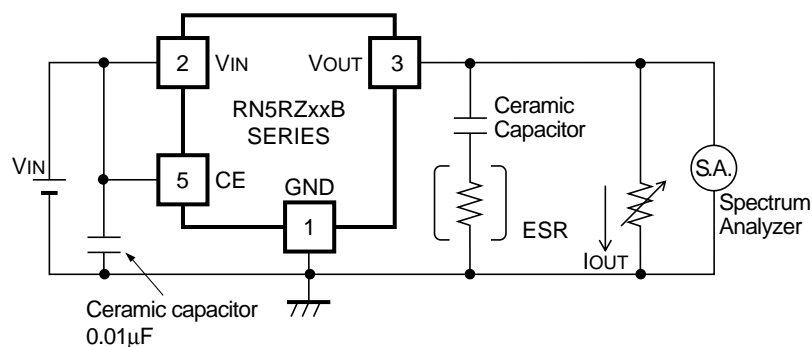 2
VIN
VOUT
3
RN5RZxxB
SERIES
Ceramic
Capacitor
VIN
5
CE
GND
1
ESR
S.A.
Spectrum
Analyzer
IOUT
Ceramic capacitor
0.01μF